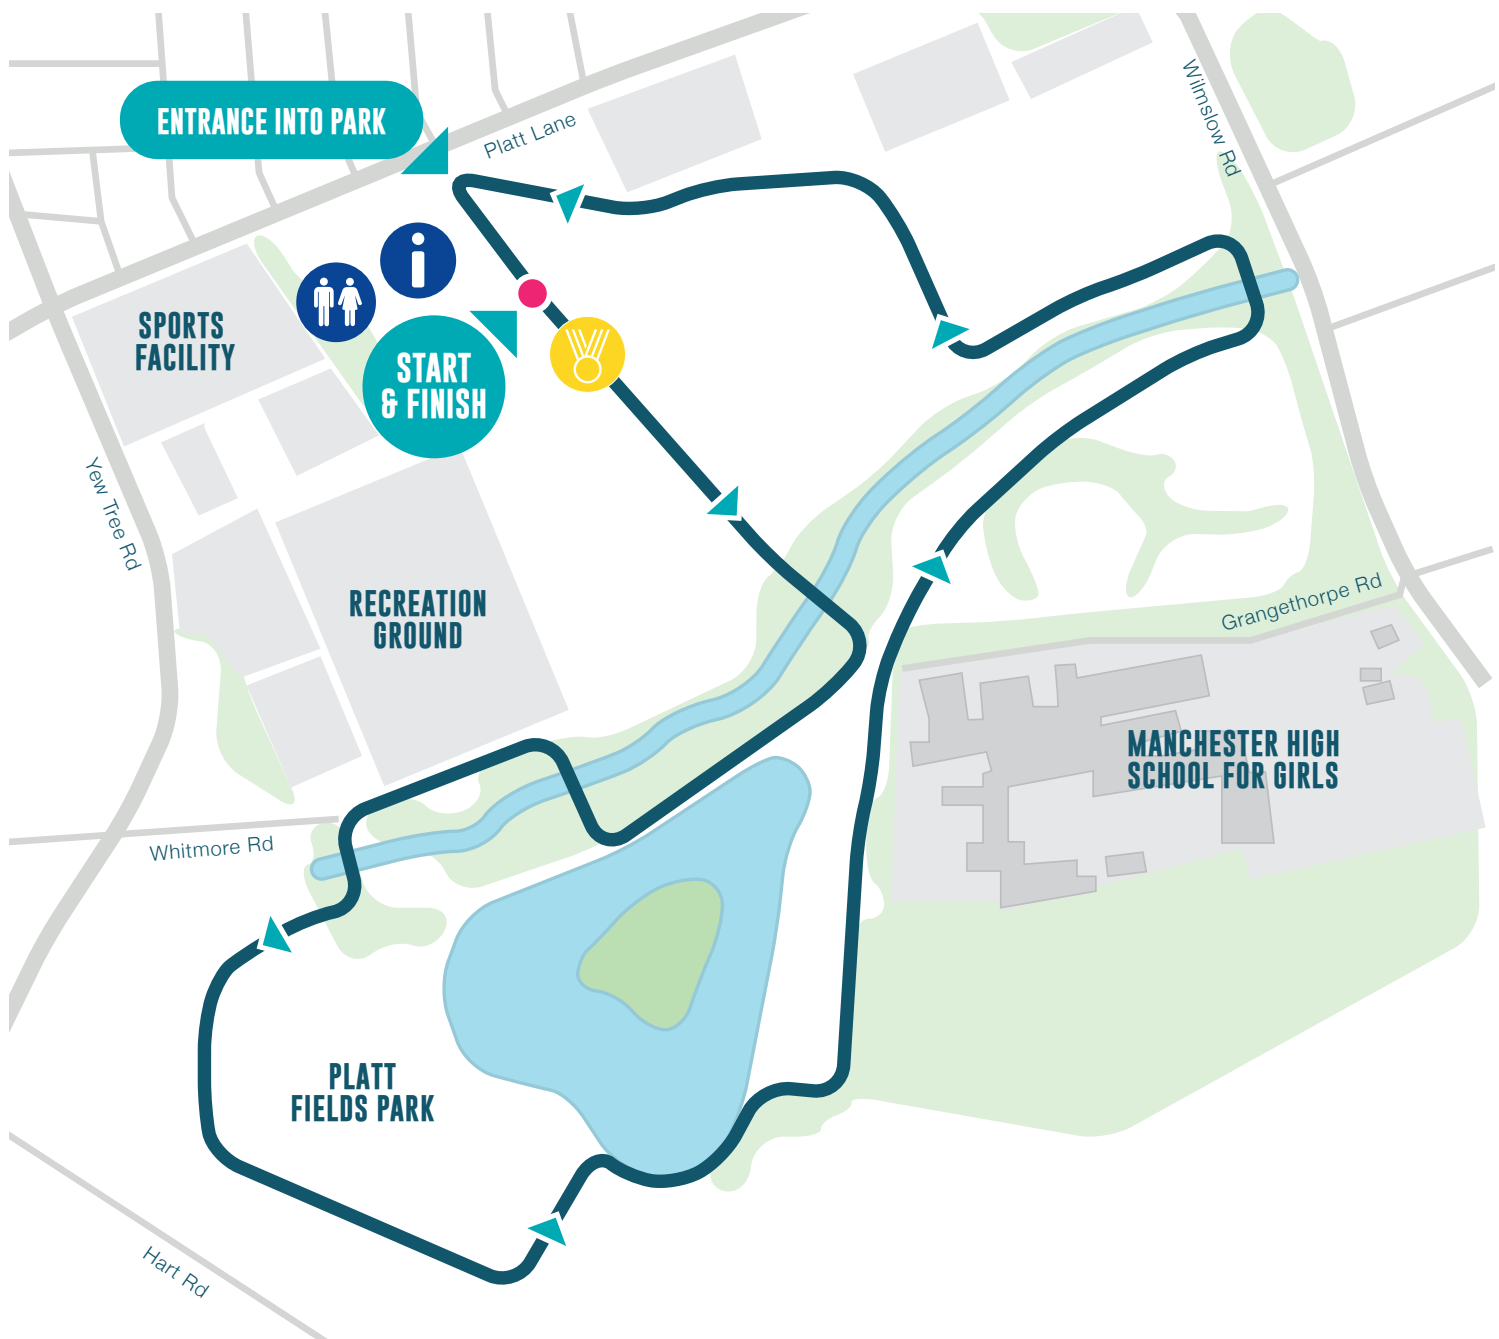 ENTRANCE INTO PARK
Platt Lane
Wilmslow Rd
SPORTS
FACILITY
START
& FINISH
Yew Tree Rd
RECREATION
GROUND
Grangethorpe Rd
MANCHESTER HIGH
SCHOOL FOR GIRLS
Whitmore Rd
PLATT
FIELDS PARK
Hart Rd